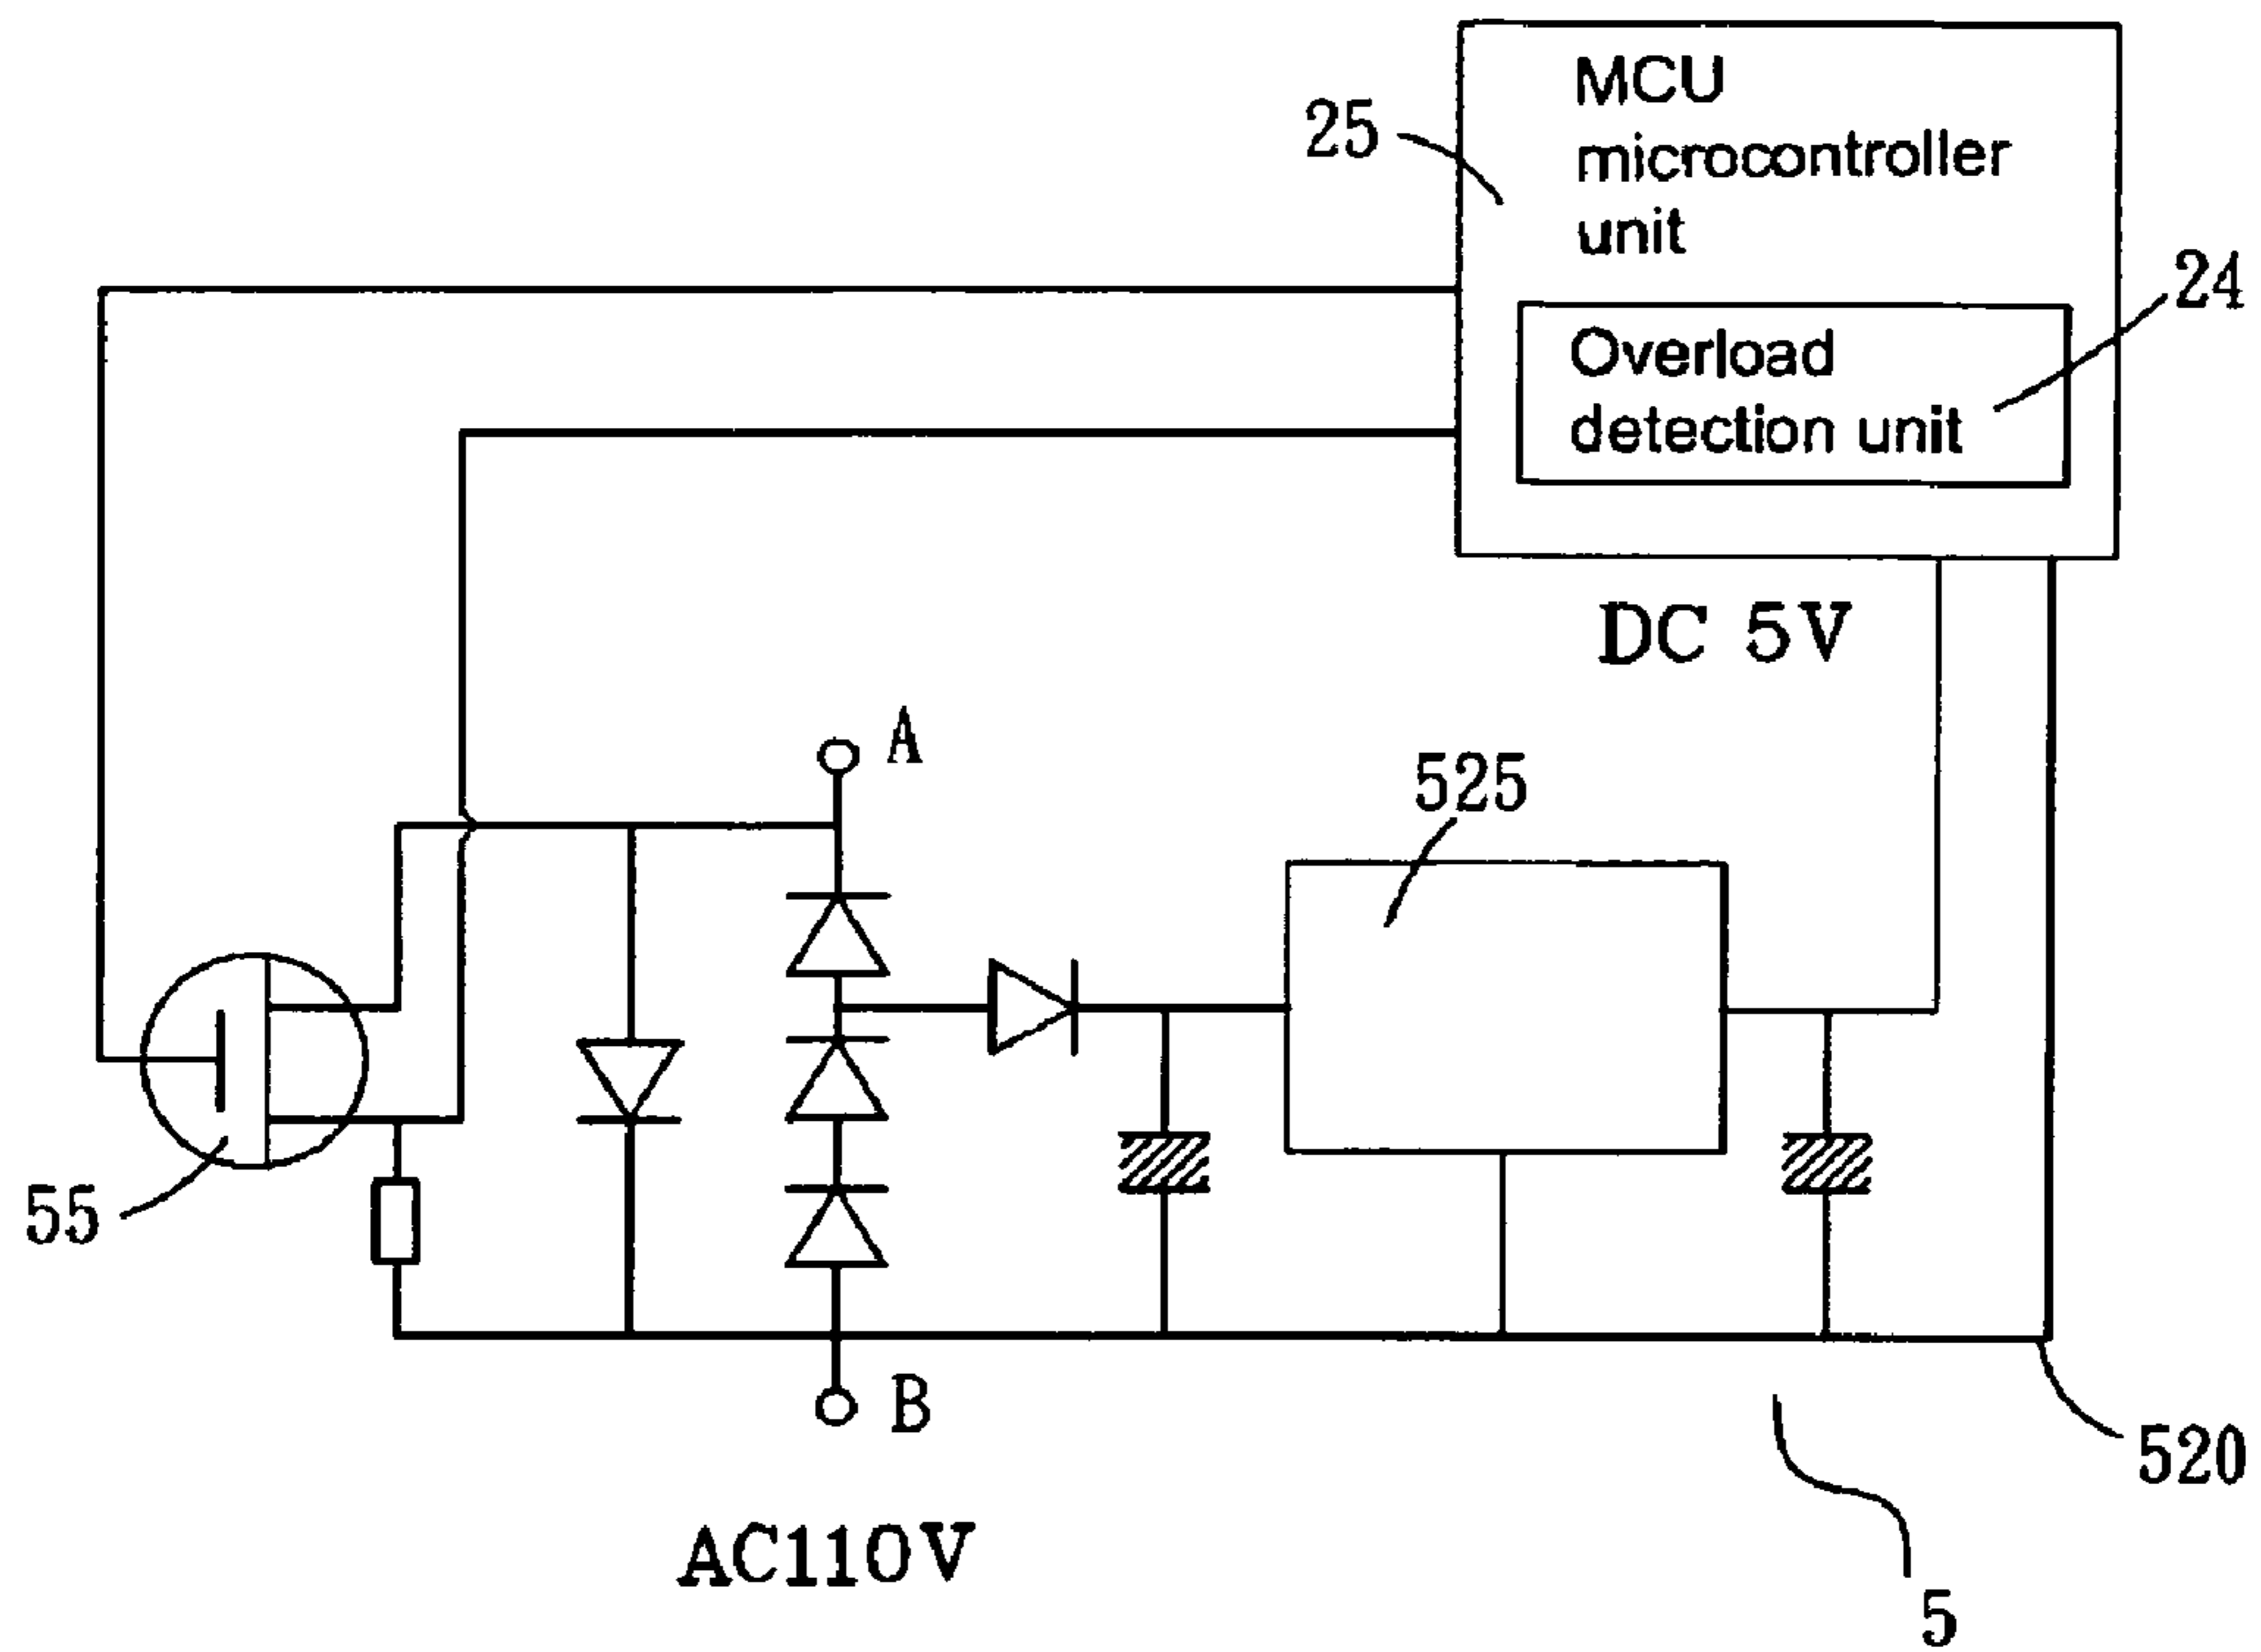 MCU
microcontroller
unit
25
24
Overload
detection unit
DC 5V
A
525
55
B
520
AC110V
5